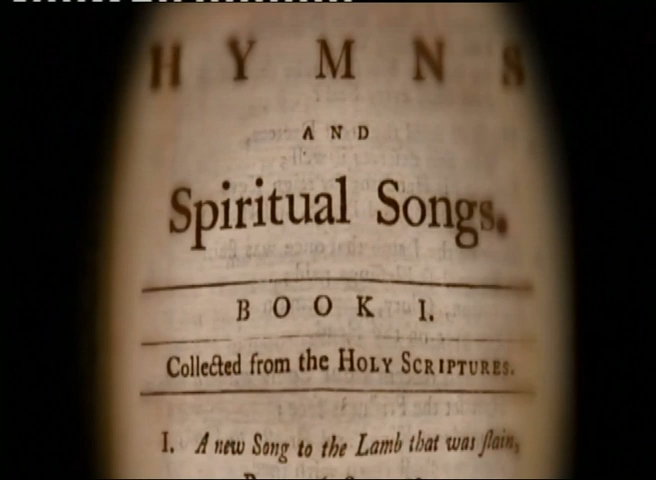 HYMNS
AND
Spiritual Songs.
BOOK I.
Collected from the HOLY SCRIPTURES.
I. A new Song to the Lamb that was ſlain,